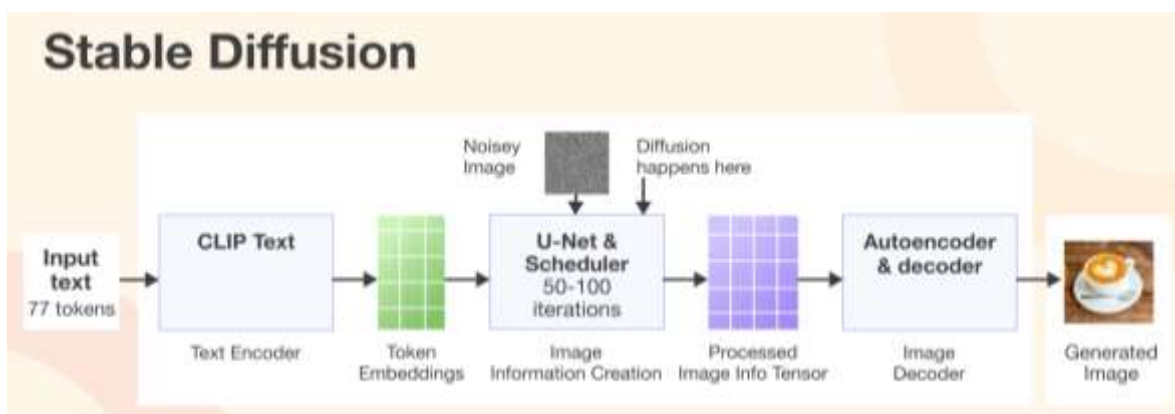 Stable Diffusion
Noisey
Image
Diffusion
happens here
Input
text
77 tokens
CLIP Text
U-Net &
Scheduler
50-100
iterations
Autoencoder
& decoder
Text Encoder
Token
Embeddings
Image
Information Creation
Processed
Image Info Tensor
Image
Decoder
Generated
Image